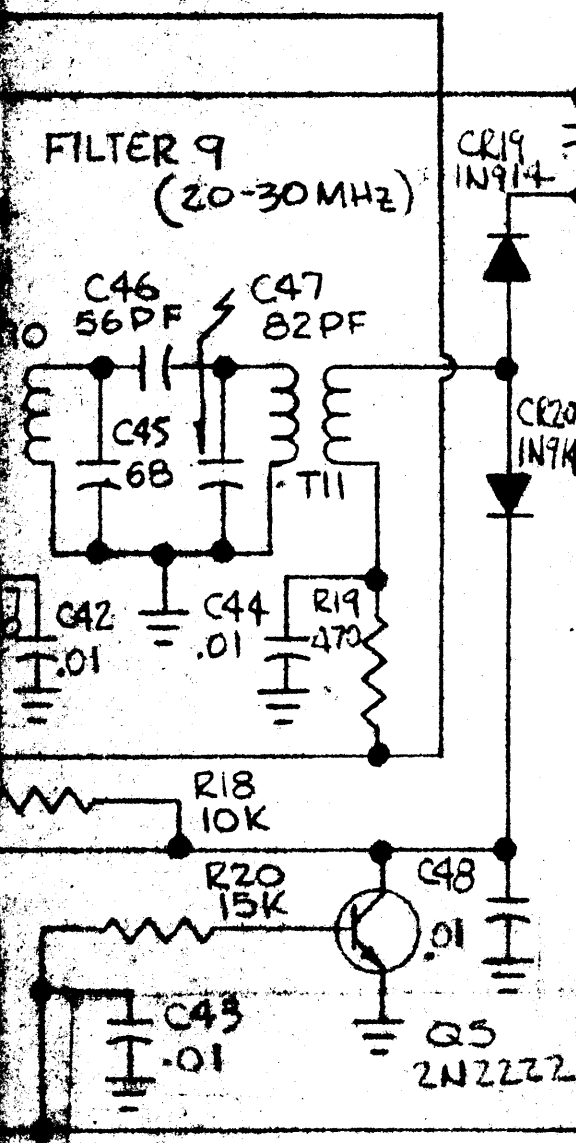 FILTER 9
(20-30MHz)
CR19
1N914
C46
56PF
C47
82PF
10
C45
68
CR20
T11
C42
.01
C44
.01
R19
470
R18
10K
R20
15K
C48
.01
C43
.01
Q5
2N2222